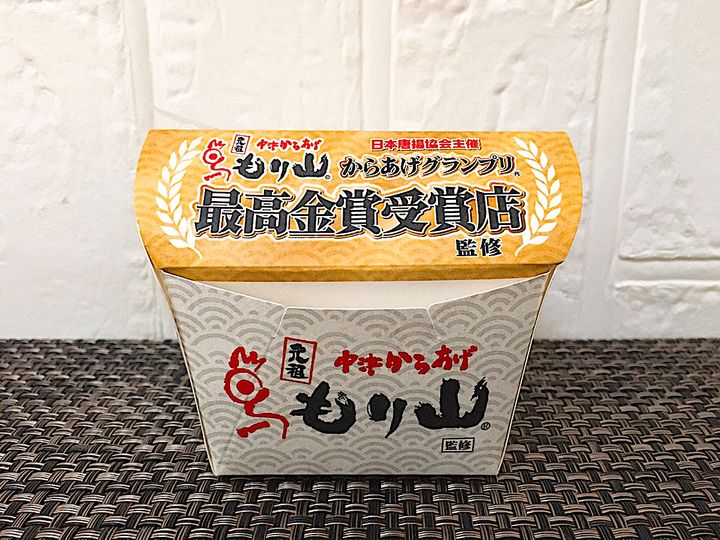 元祖
中津からあげ
もり山®
日本唐揚協会主催
からあげグランプリ®
最高金賞受賞店
監修
元祖
中津からあげ
もり山®
監修